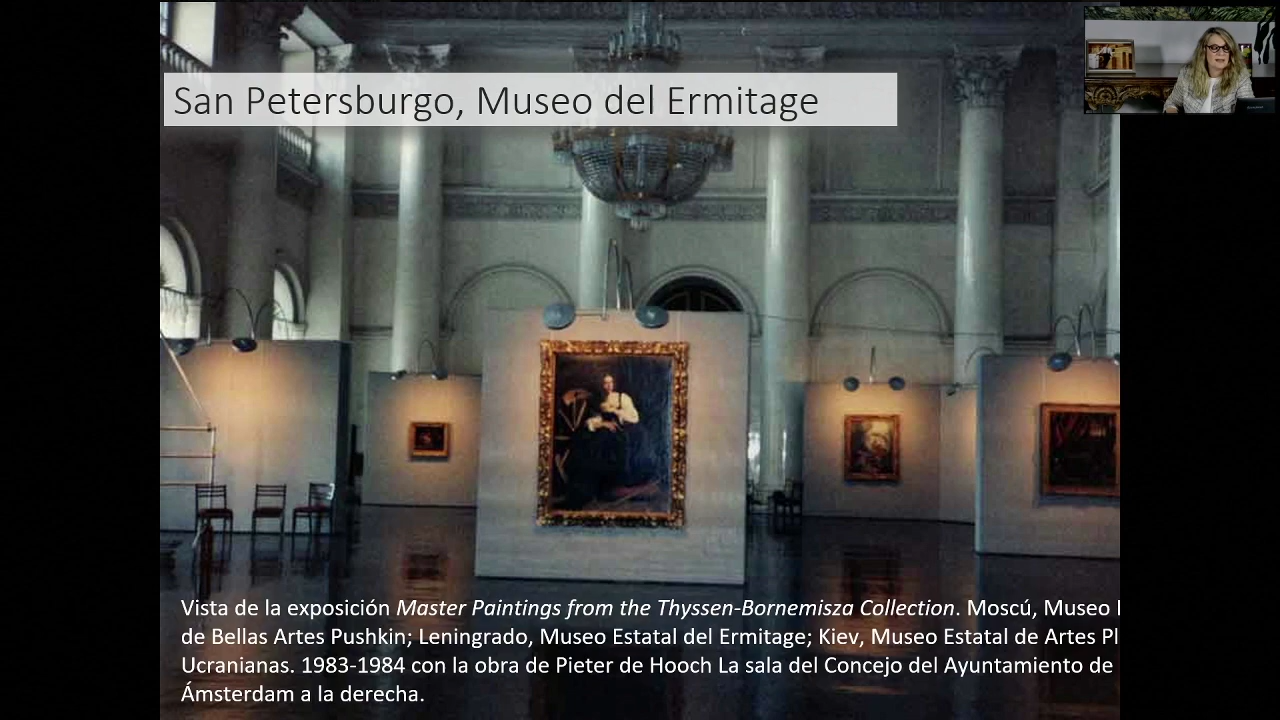 San Petersburgo, Museo del Ermitage
Vista de la exposición Master Paintings from the Thyssen-Bornemisza Collection. Moscú, Museo
de Bellas Artes Pushkin; Leningrado, Museo Estatal del Ermitage; Kiev, Museo Estatal de Artes
Ucranianas. 1983-1984 con la obra de Pieter de Hooch La sala del Concejo del Ayuntamiento de
Ámsterdam a la derecha.